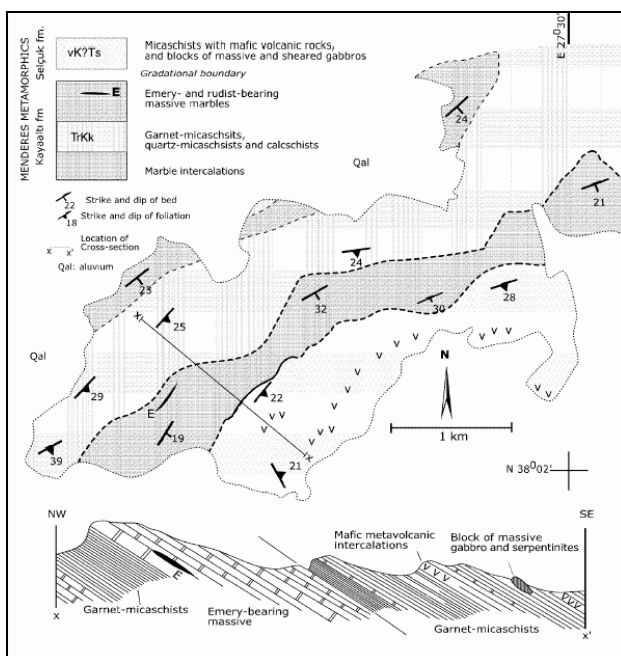 MENDERES METAMORPHICS
Selçuk fm.
Kayaaltı fm
vK?Ts
Micaschists with mafic volcanic rocks,
and blocks of massive and sheared gabbros
Gradational boundary
E
Emery- and rudist-bearing
massive marbles
TrKk
Garnet-micaschsits,
quartz-micaschsists and calcschists
Marble intercalations
22
Strike and dip of bed
18
Strike and dip of foliation
x x'
Location of
Cross-section
Qal: aluvium
E 27⁰30'
Qal
24
21
24
28
23
32
30
25
Qal
29
22
E
19
39
21
N
1 km
N 38⁰02'
NW
SE
Mafic metavolcanic
intercalations
Block of massive
gabbro and serpentinites
E
Garnet-micaschists
Emery-bearing
massive
Garnet-micaschists
x
x'